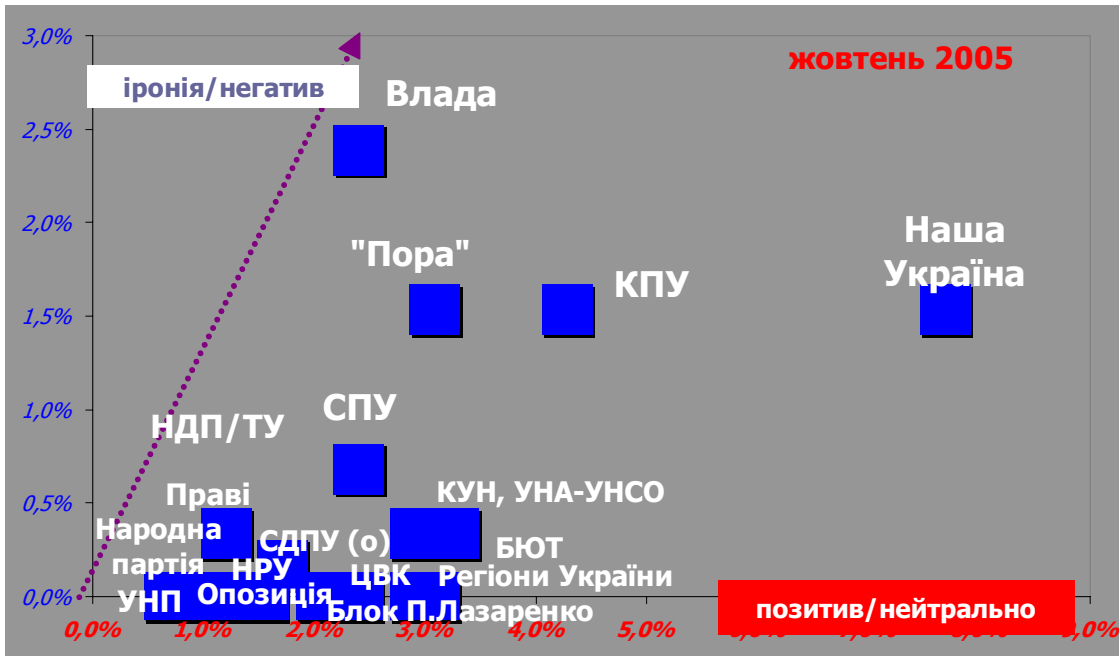 3,0%
жовтень 2005
іронія/негатив
Влада
2,5%
2,0%
Наша
Україна
"Пора"
КПУ
1,5%
1,0%
СПУ
НДП/ТУ
0,5%
Праві
КУН, УНА-УНСО
Народна
партія
СДПУ (о)
БЮТ
НРУ
ЦВК
Регіони України
0,0%
УНП
Опозиція
Блок П.Лазаренко
позитив/нейтрально
0,0%
1,0%
2,0%
3,0%
4,0%
5,0%